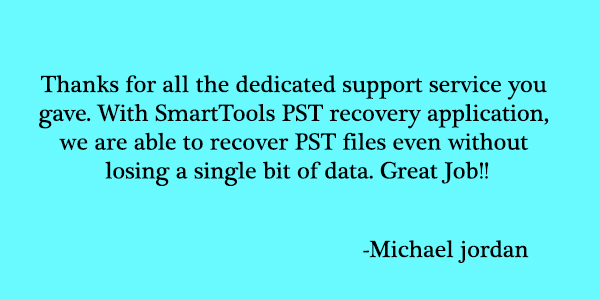 Thanks for all the dedicated support service you
gave. With SmartTools PST recovery application,
we are able to recover PST files even without
losing a single bit of data. Great Job!!
-Michael jordan